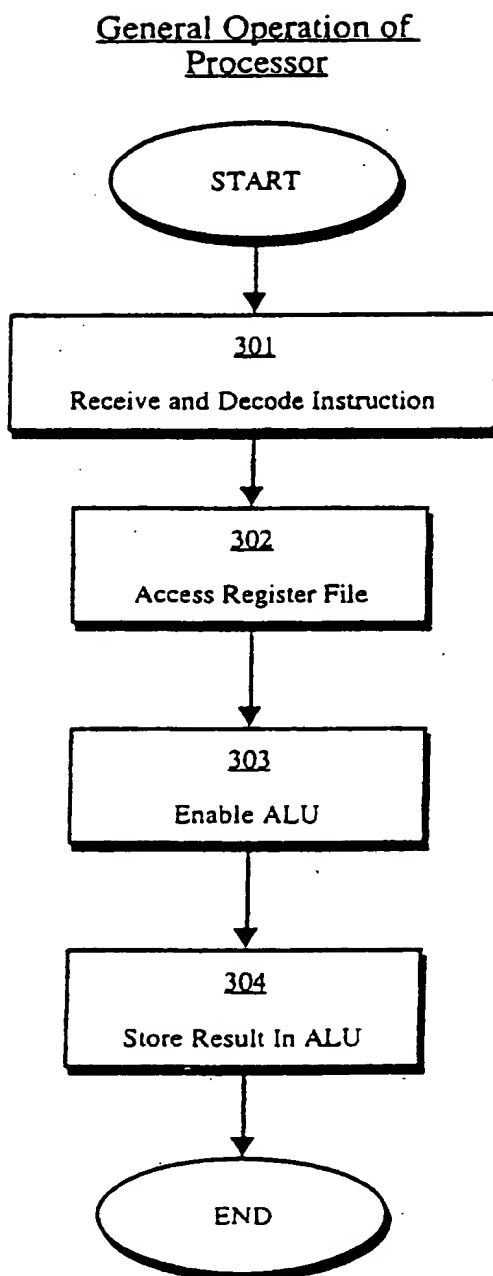 General Operation of
Processor
START
301
Receive and Decode Instruction
302
Access Register File
303
Enable ALU
304
Store Result In ALU
END